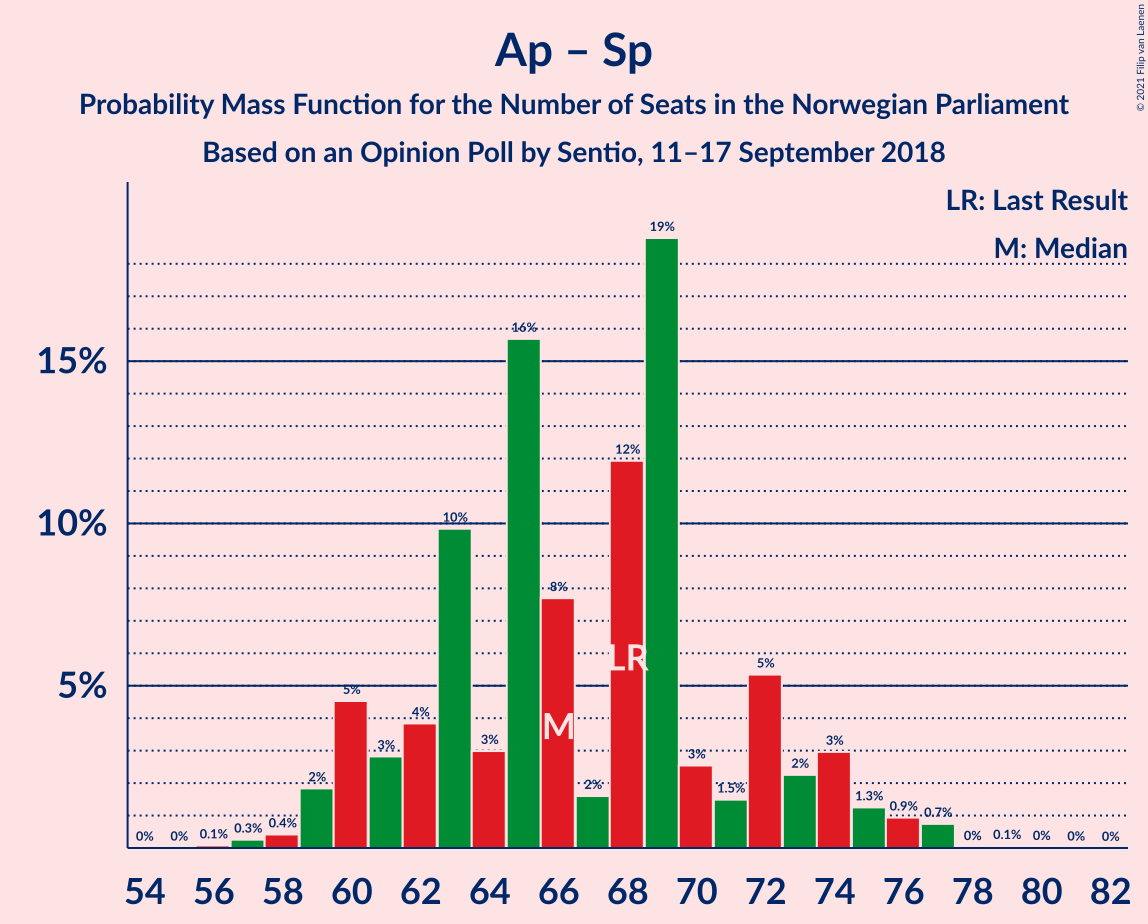 © 2021 Filip van Laenen
Ap – Sp
Probability Mass Function for the Number of Seats in the Norwegian Parliament
Based on an Opinion Poll by Sentio, 11–17 September 2018
LR: Last Result
M: Median
15%
10%
5%
0% 0% 0.1% 0.3% 0.4% 2% 5% 3% 4% 10% 3% 16% 8% 2% 12% 19% 3% 1.5% 5% 2% 3% 1.3% 0.9% 0.7% 0% 0.1% 0% 0% 0%
LR
M
54 56 58 60 62 64 66 68 70 72 74 76 78 80 82